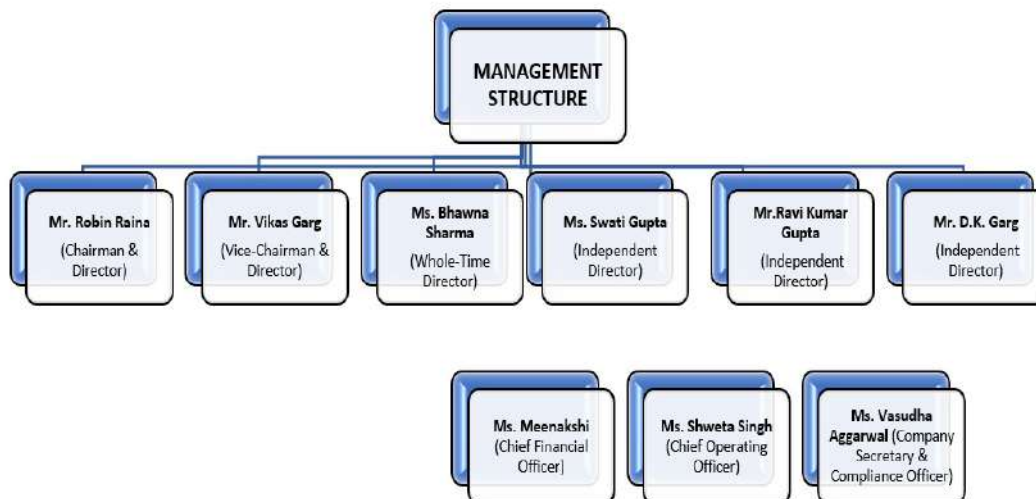 MANAGEMENT
STRUCTURE
Mr. Robin Raina
(Chairman &
Director)
Mr. Vikas Garg
(Vice-Chairman &
Director)
Ms. Bhawna
Sharma
(Whole-Time
Director)
Ms. Swati Gupta
(Independent
Director)
Mr.Ravi Kumar
Gupta
(Independent
Director)
Mr. D.K. Garg
(Independent
Director)
Ms. Meenakshi
(Chief Financial
Officer)
Ms. Shweta Singh
(Chief Operating
Officer)
Ms. Vasudha
Aggarwal (Company
Secretary &
Compliance Officer)